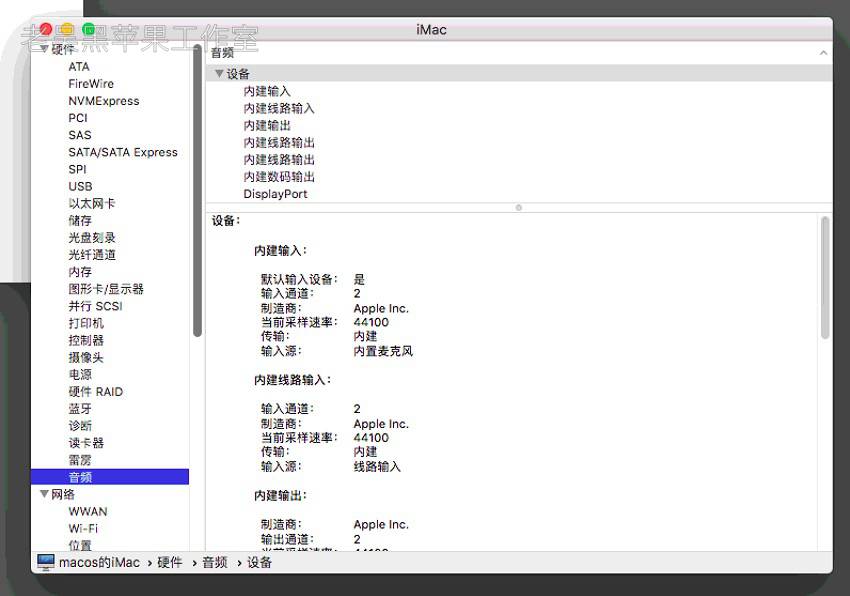 老吴黑苹果工作室
iMac
硬件
ATA
FireWire
NVMExpress
PCI
SAS
SATA/SATA Express
SPI
USB
以太网卡
储存
光盘刻录
光纤通道
内存
图形卡/显示器
并行 SCSI
打印机
控制器
摄像头
电源
硬件 RAID
蓝牙
诊断
读卡器
雷雳
音频
网络
WWAN
Wi-Fi
位置
音频
设备
内建输入
内建线路输入
内建输出
内建线路输出
内建线路输出
内建数码输出
DisplayPort
设备：
内建输入：
默认输入设备： 是
输入通道： 2
制造商： Apple Inc.
当前采样速率： 44100
传输： 内建
输入源： 内置麦克风
内建线路输入：
输入通道： 2
制造商： Apple Inc.
当前采样速率： 44100
传输： 内建
输入源： 线路输入
内建输出：
制造商： Apple Inc.
输出通道： 2
当前采样速率： 44100
macos的iMac › 硬件 › 音频 › 设备